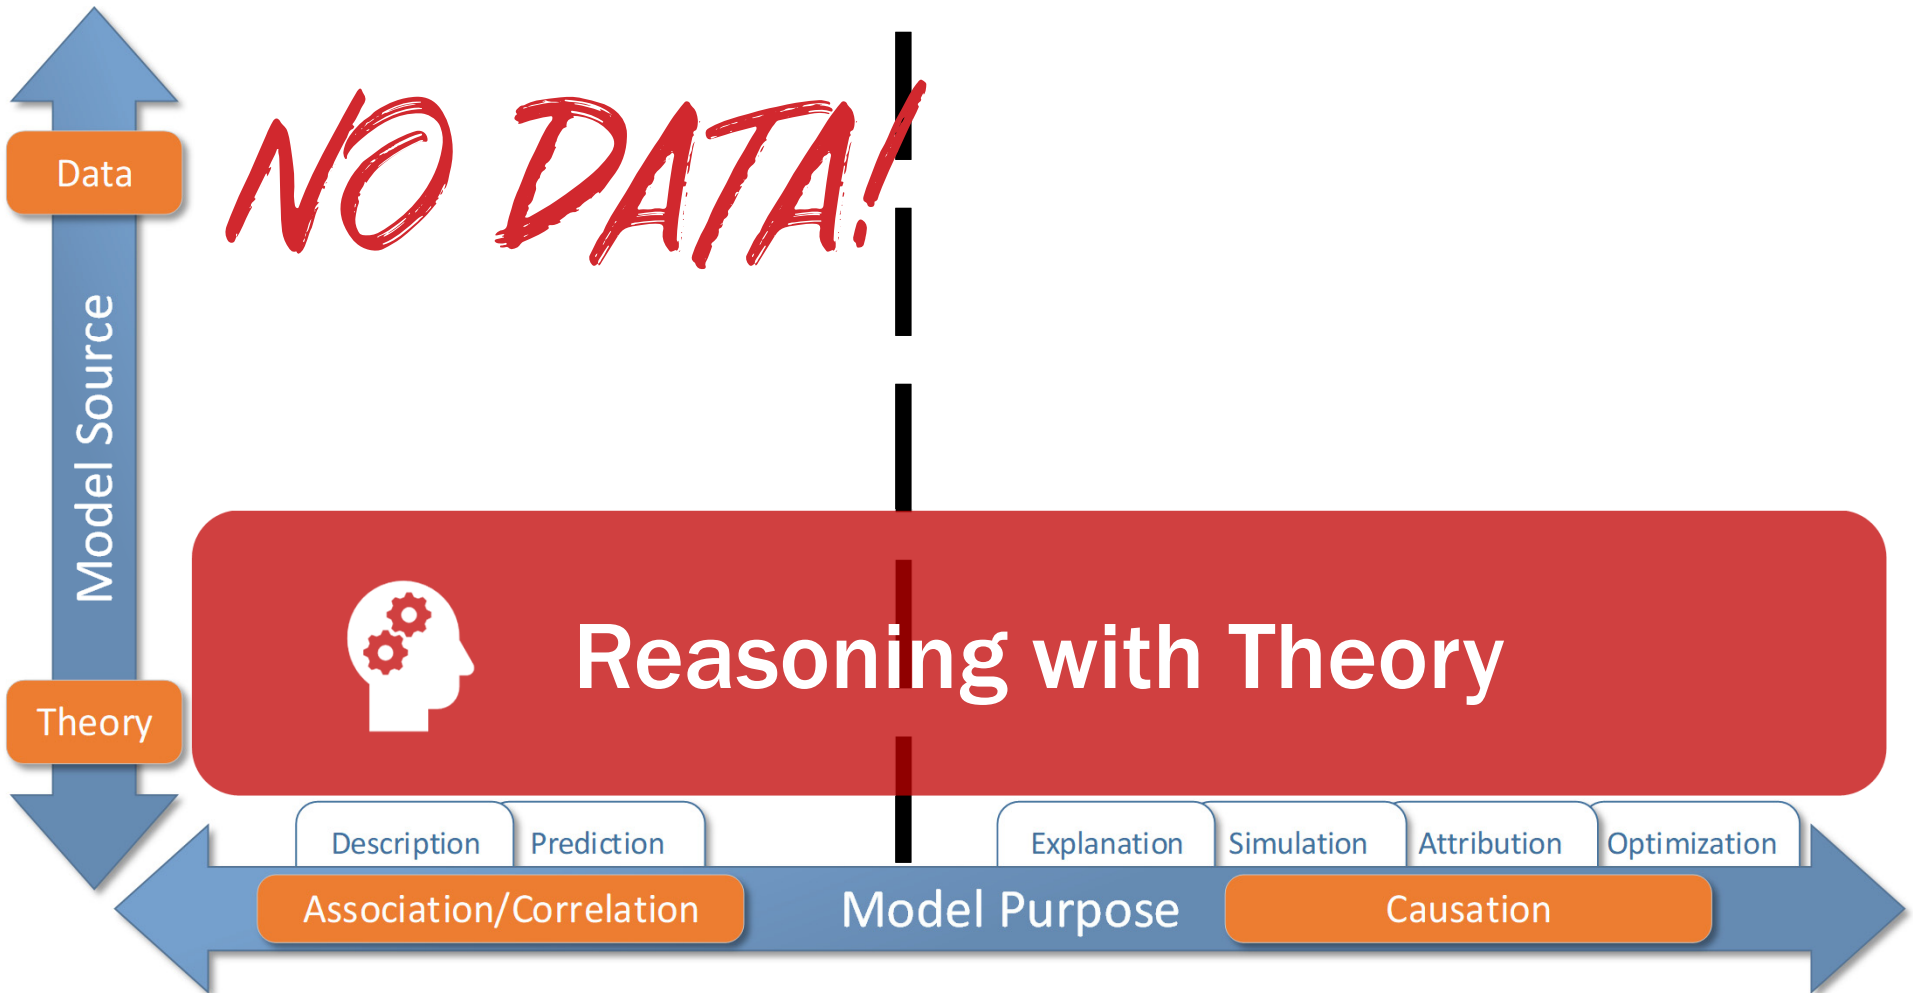 NO DATA!
Data
Model Source
Reasoning with Theory
Theory
Description Prediction Explanation Simulation Attribution Optimization
Association/Correlation Model Purpose Causation